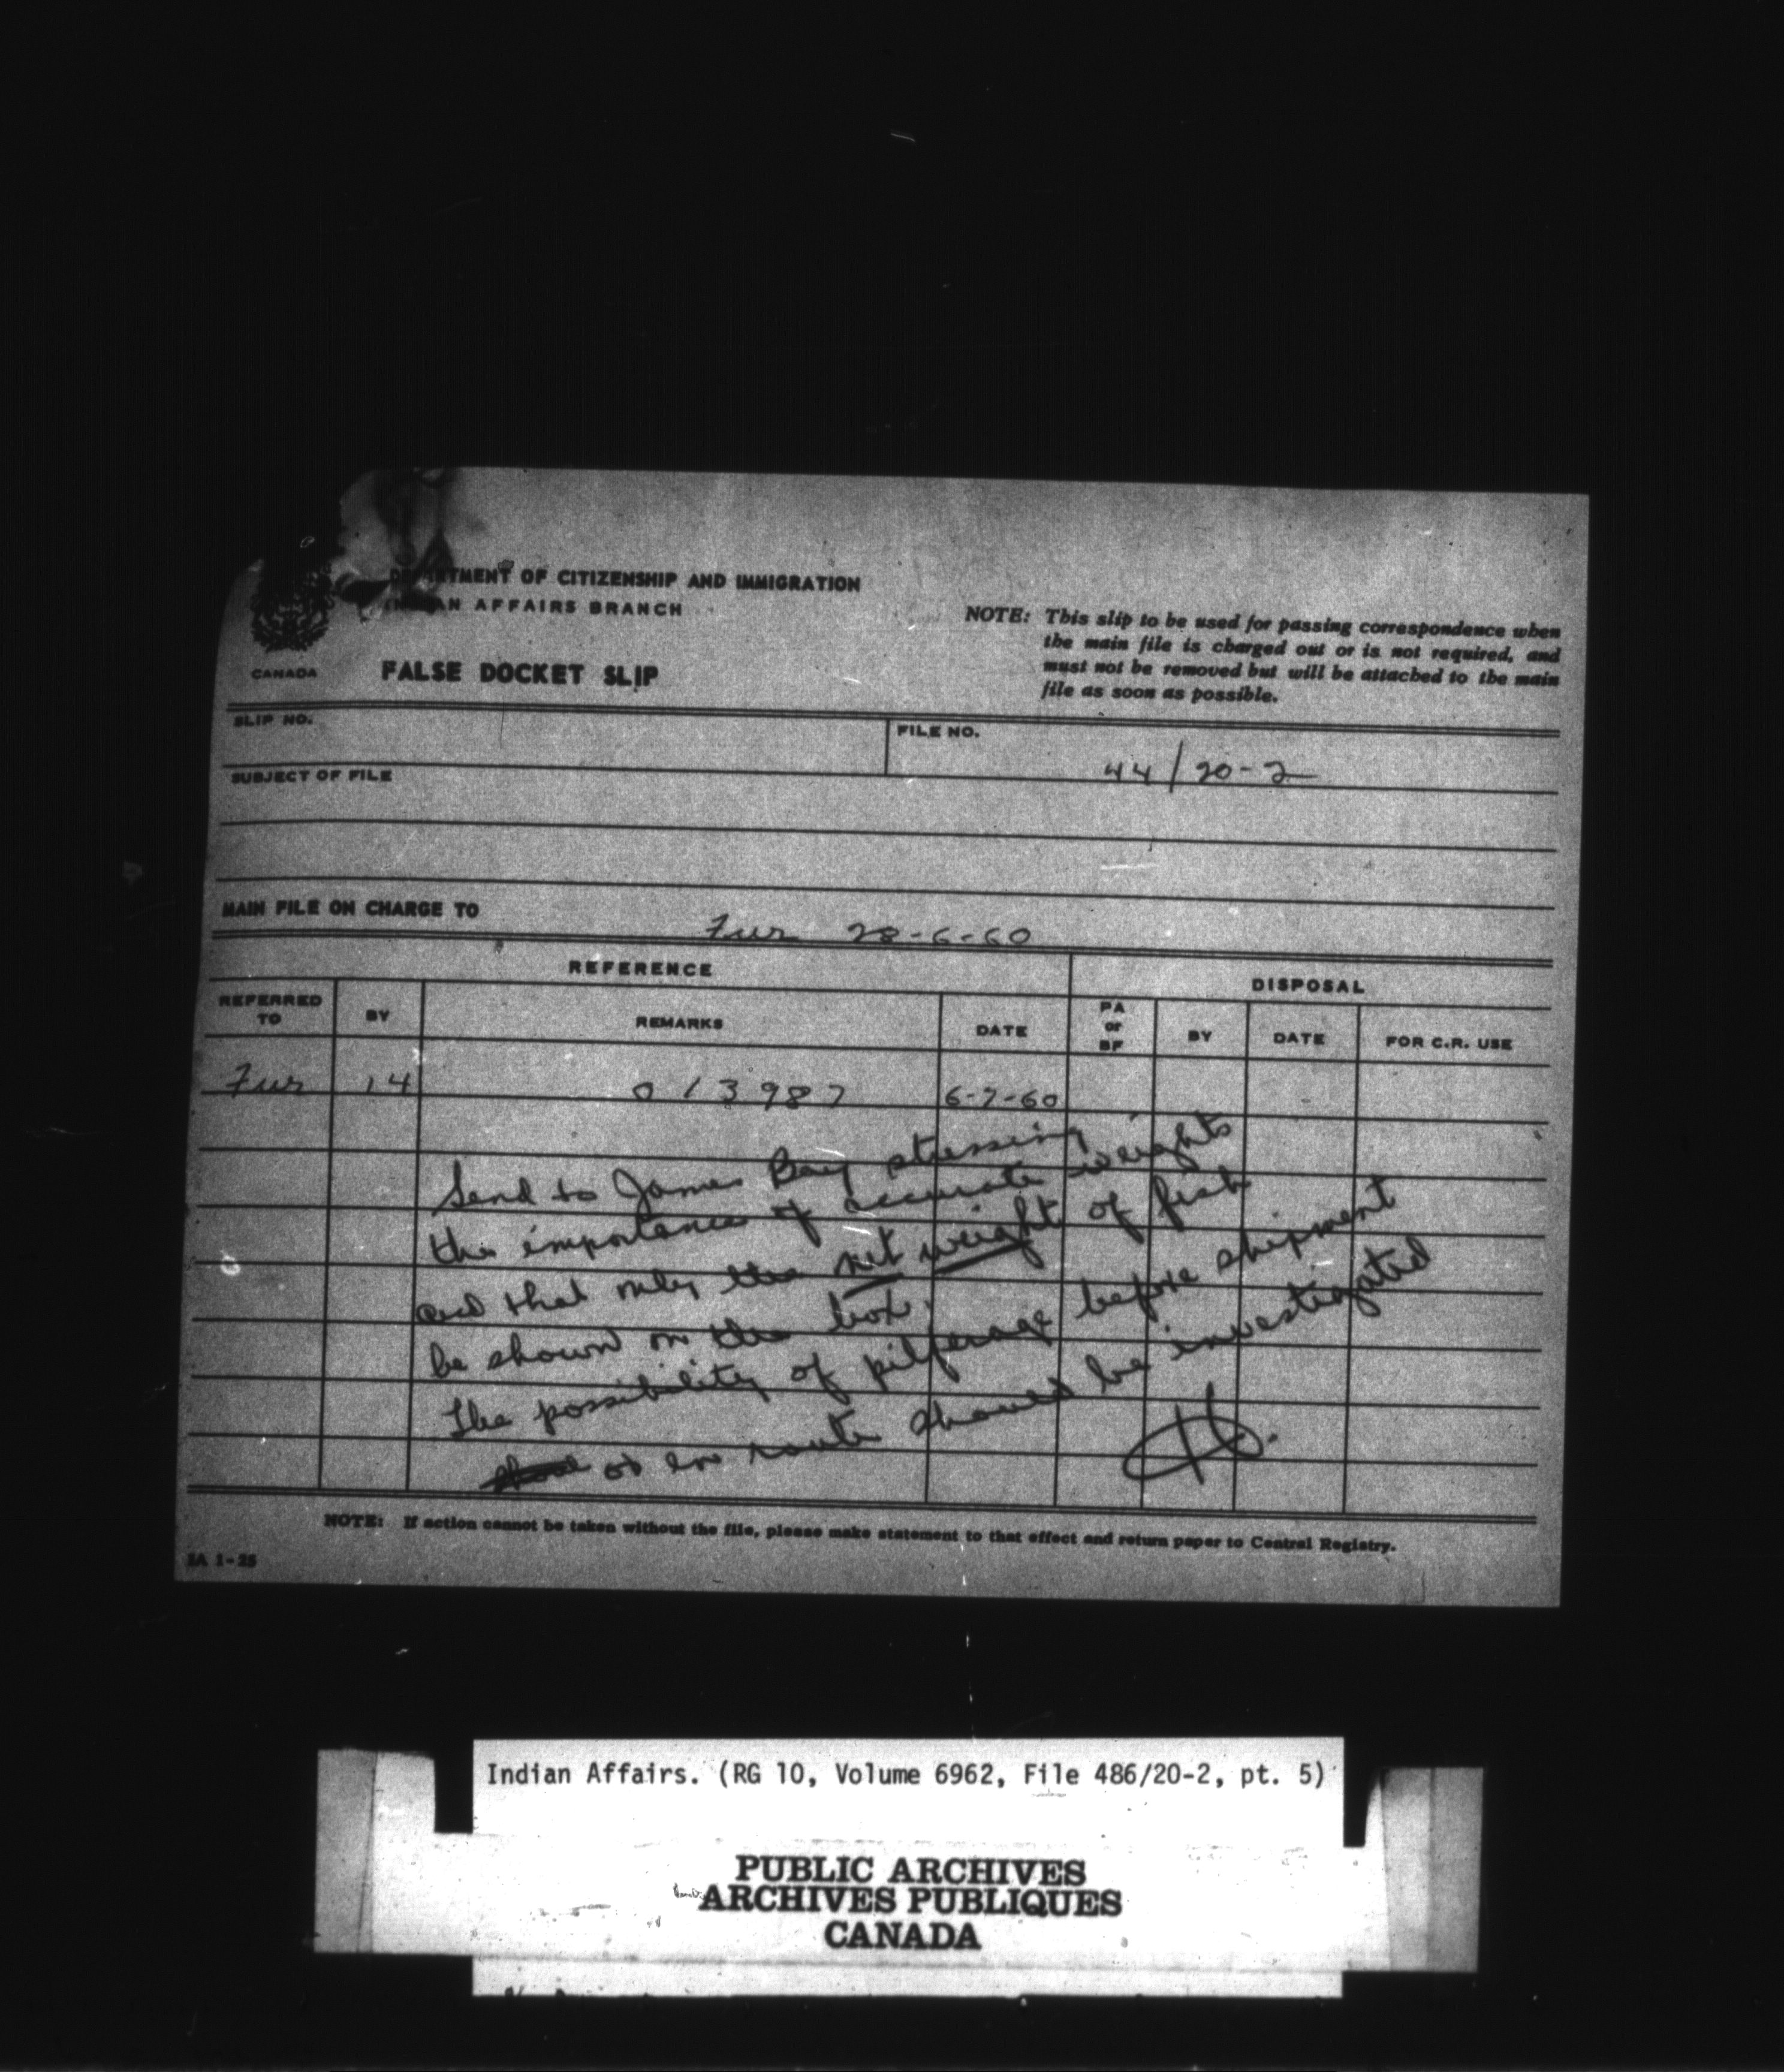 DEPARTMENT OF CITIZENSHIP AND IMMIGRATION
INDIAN AFFAIRS BRANCH
CANADA
FALSE DOCKET SLIP
NOTE: This slip to be used for passing correspondence when
the main file is charged out or is not required, and
must not be removed but will be attached to the main
file as soon as possible.
SLIP NO.
FILE NO.
44/20-2
SUBJECT OF FILE
MAIN FILE ON CHARGE TO
Fur 28-6-60
REFERENCE
DISPOSAL
REFERRED TO BY REMARKS DATE PA or BF BY DATE FOR C.R. USE
Fur 14 013987 6-7-60
Send to James Bay stressing
the importance of accurate weights
and that only the net weight of fish
be shown on the box.
The possibility of pilferage before shipment
or en route should be investigated
NOTE: If action cannot be taken without the file, please make statement to that effect and return paper to Central Registry.
IA 1-25
Indian Affairs. (RG 10, Volume 6962, File 486/20-2, pt. 5)
PUBLIC ARCHIVES
ARCHIVES PUBLIQUES
CANADA